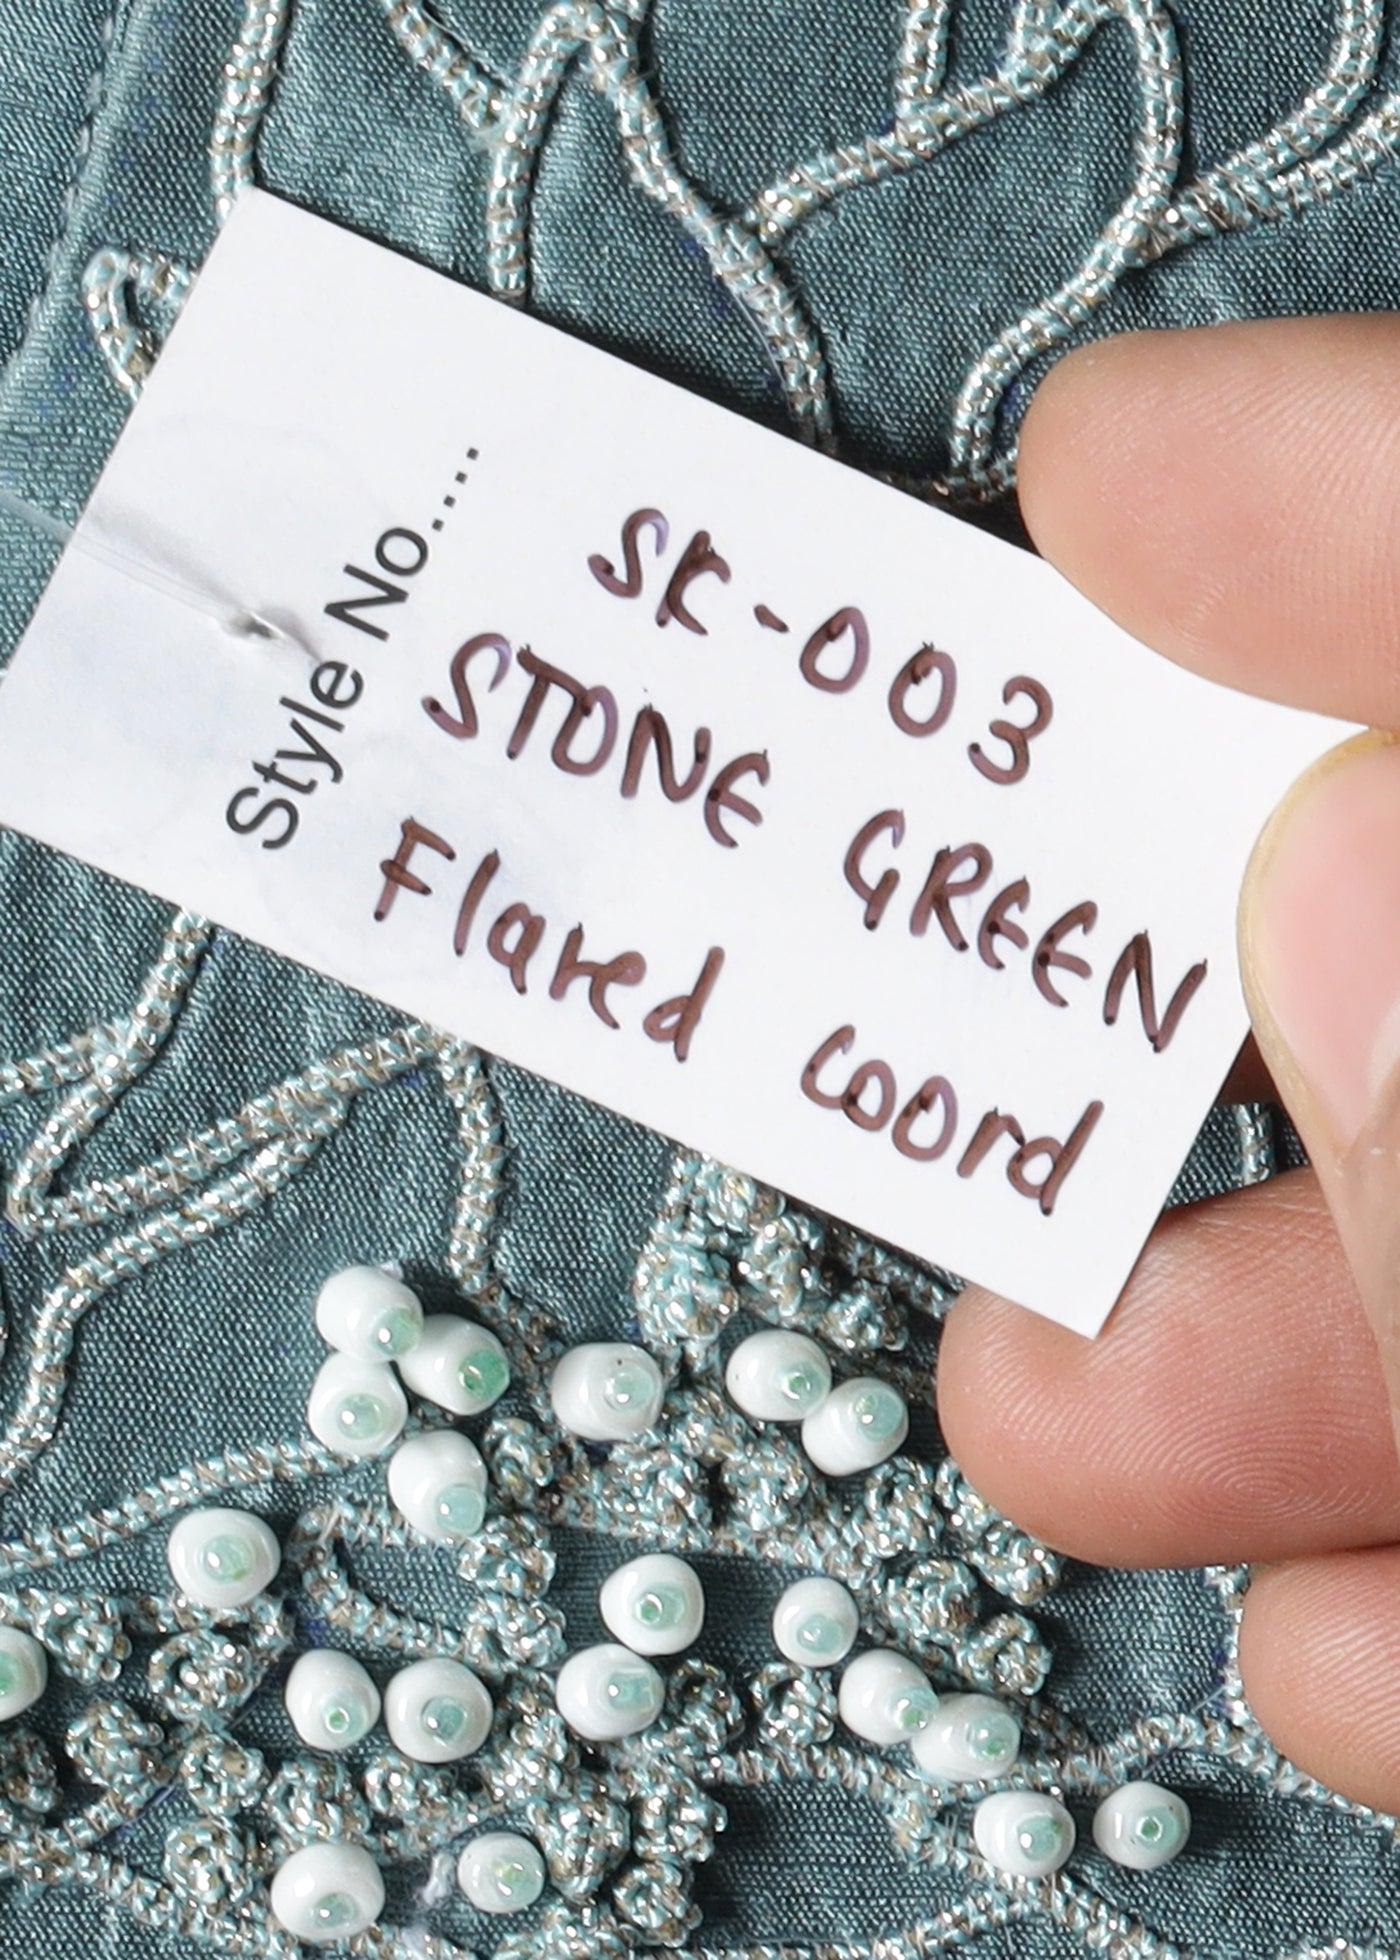 Style No.....
SK-003
STONE GREEN
Flared coord